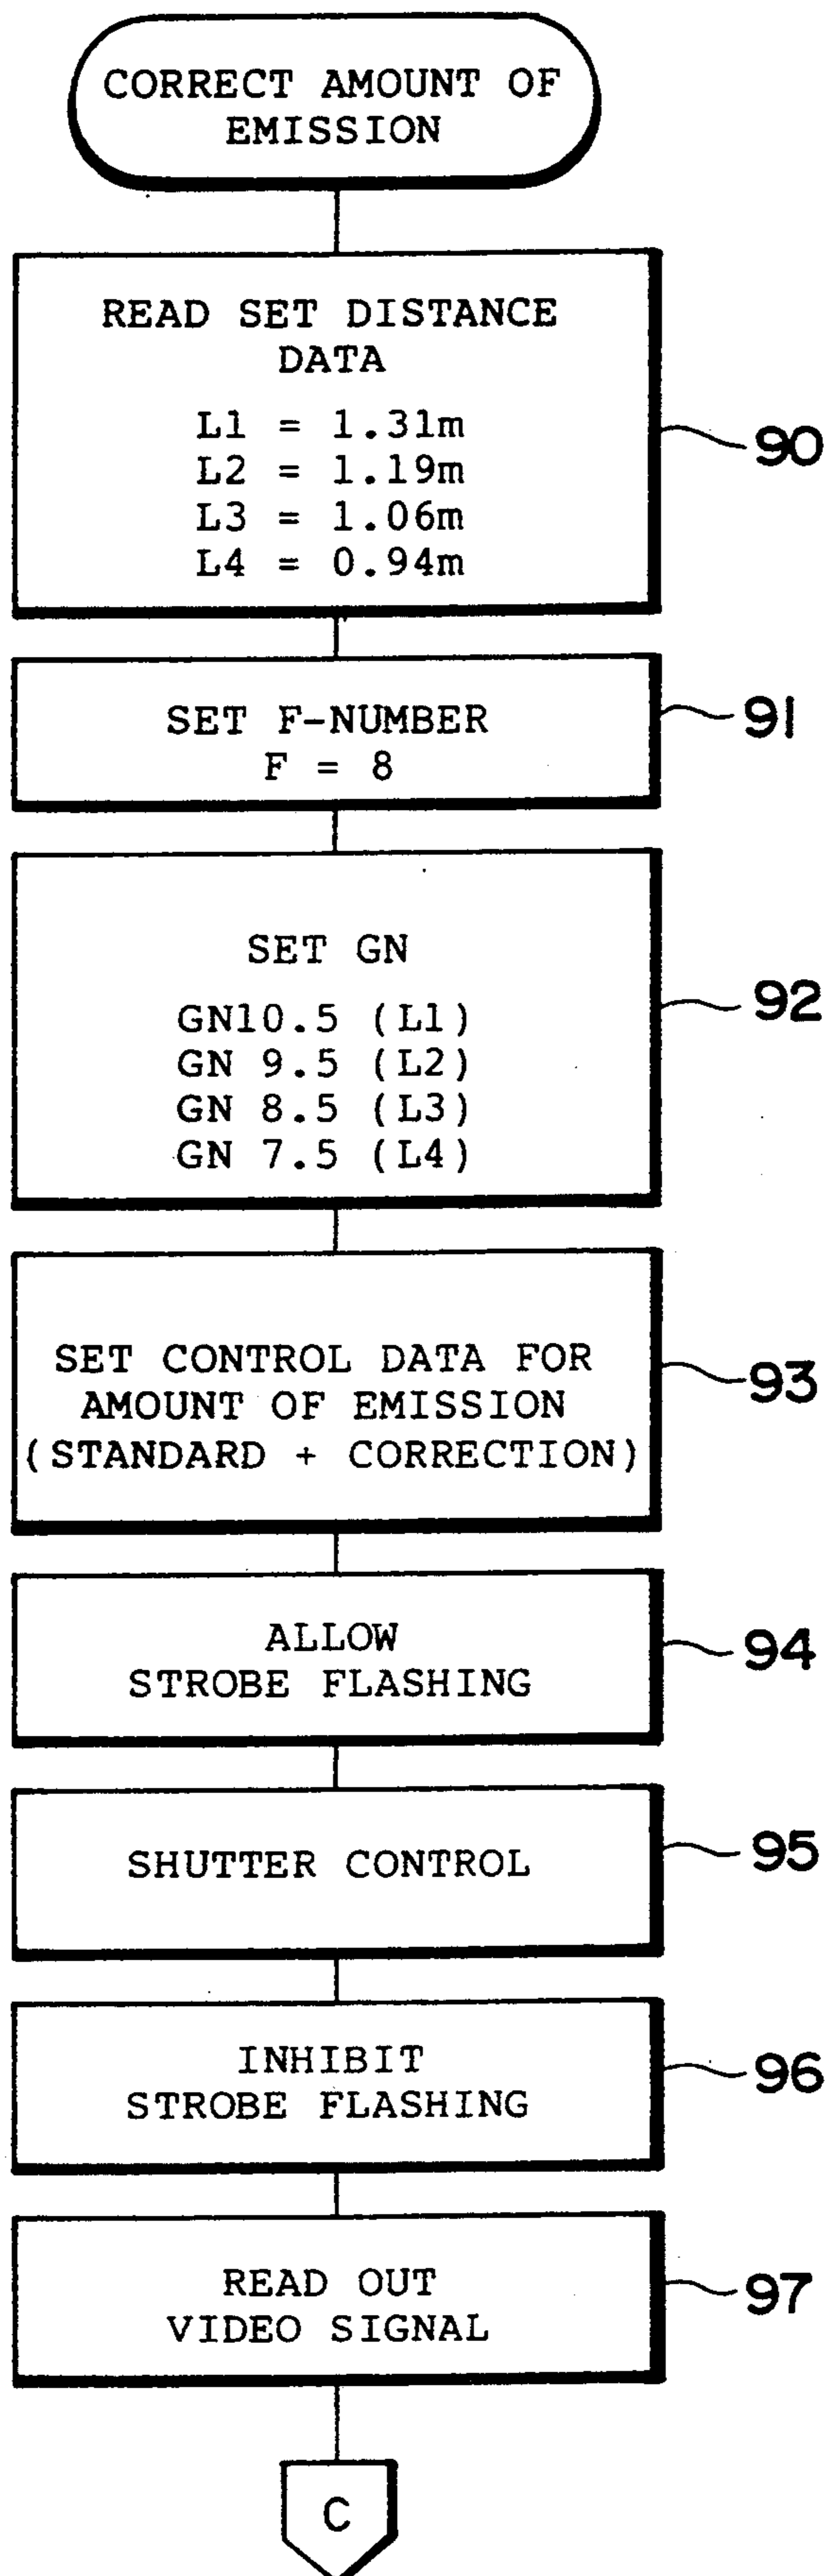 CORRECT AMOUNT OF
EMISSION
READ SET DISTANCE
DATA
L1 = 1.31m
L2 = 1.19m
L3 = 1.06m
L4 = 0.94m
90
SET F-NUMBER
F = 8
91
SET GN
GN10.5 (L1)
GN 9.5 (L2)
GN 8.5 (L3)
GN 7.5 (L4)
92
SET CONTROL DATA FOR
AMOUNT OF EMISSION
(STANDARD + CORRECTION)
93
ALLOW
STROBE FLASHING
94
SHUTTER CONTROL
95
INHIBIT
STROBE FLASHING
96
READ OUT
VIDEO SIGNAL
97
C